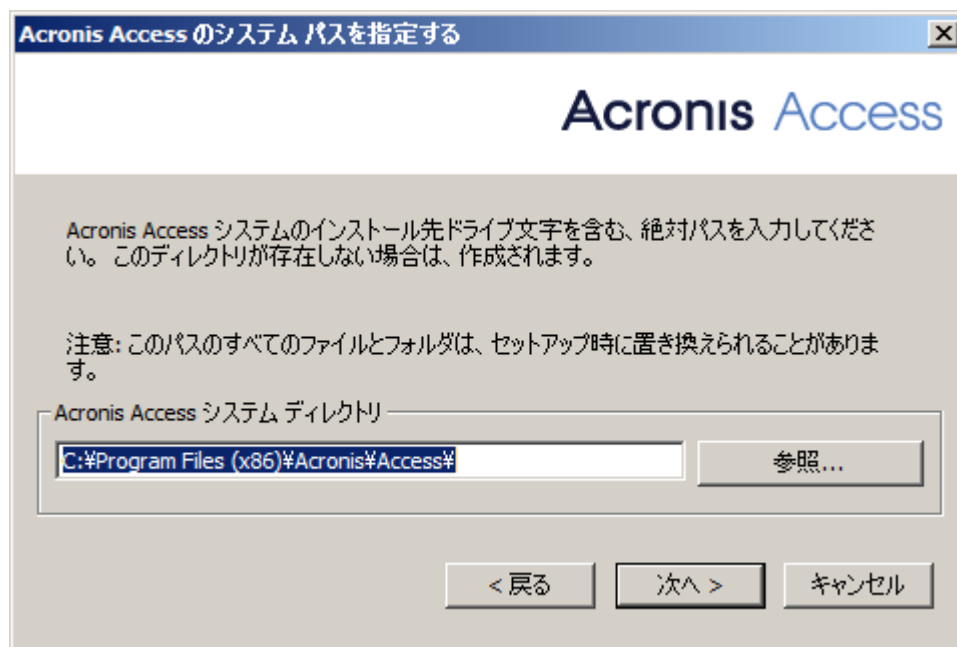 Acronis Access のシステム パスを指定する
Acronis Access
Acronis Access システムのインストール先ドライブ文字を含む、絶対パスを入力してくださ
い。 このディレクトリが存在しない場合は、作成されます。
注意: このパスのすべてのファイルとフォルダは、セットアップ時に置き換えられることがありま
す。
Acronis Access システム ディレクトリ
C:¥Program Files (x86)¥Acronis¥Access¥
参照...
< 戻る
次へ >
キャンセル